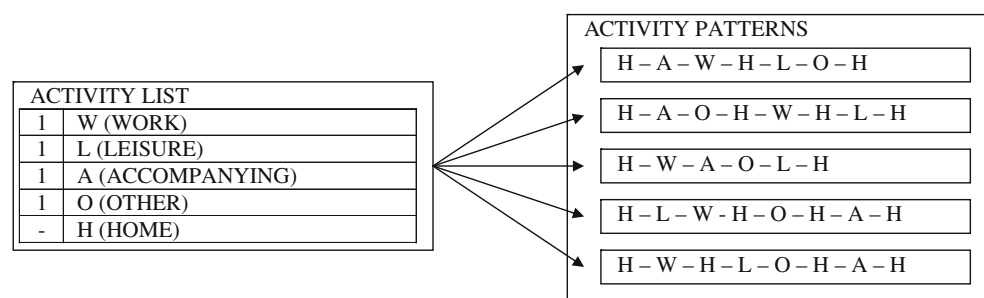 ACTIVITY LIST
1 W (WORK)
1 L (LEISURE)
1 A (ACCOMPANYING)
1 O (OTHER)
- H (HOME)
ACTIVITY PATTERNS
H – A – W – H – L – O – H
H – A – O – H – W – H – L – H
H – W – A – O – L – H
H – L – W - H – O – H – A – H
H – W – H – L – O – H – A – H